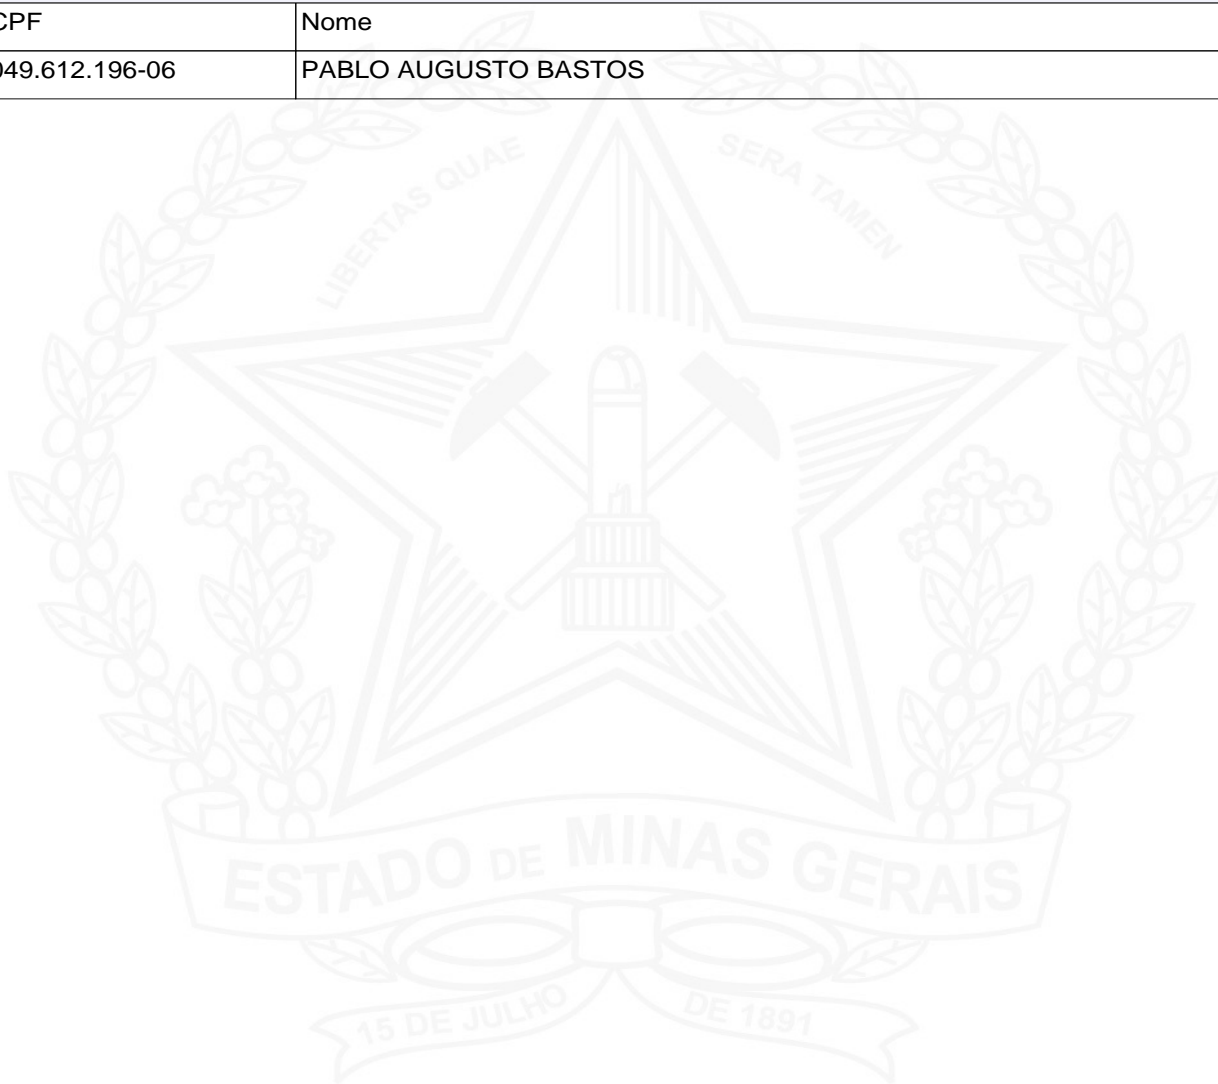 CPF Nome
049.612.196-06 PABLO AUGUSTO BASTOS
LIBERTAS QUAE SERA TAMEN
ESTADO DE MINAS GERAIS
15 DE JULHO DE 1891